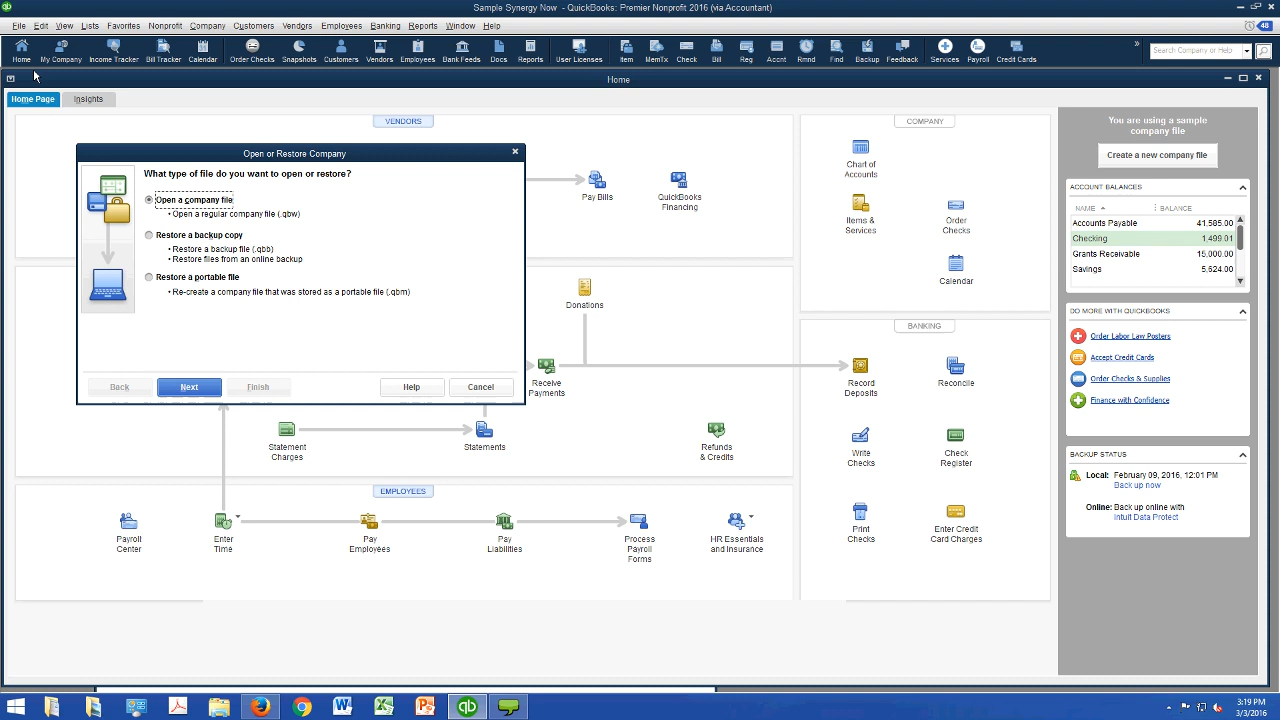 Sample Synergy Now - QuickBooks: Premier Nonprofit 2016 (via Accountant)
File Edit View Lists Favorites Nonprofit Company Customers Vendors Employees Banking Reports Window Help
48
Home My Company Income Tracker Bill Tracker Calendar Order Checks Snapshots Customers Vendors Employees Bank Feeds Docs Reports User Licenses Item MemTx Check Bill Reg Accnt Rmnd Find Backup Feedback Services Payroll Credit Cards
Search Company or Help
Home
Home Page Insights
VENDORS
Pay Bills
QuickBooks
Financing
Open or Restore Company
What type of file do you want to open or restore?
Open a company file
• Open a regular company file (.qbw)
Restore a backup copy
• Restore a backup file (.qbb)
• Restore files from an online backup
Restore a portable file
• Re-create a company file that was stored as a portable file (.qbm)
Back Next Finish Help Cancel
Donations
Receive
Payments
Statement
Charges
Statements
Refunds
& Credits
EMPLOYEES
Payroll
Center
Enter
Time
Pay
Employees
Pay
Liabilities
Process
Payroll
Forms
HR Essentials
and Insurance
COMPANY
Chart of
Accounts
Items &
Services
Order
Checks
Calendar
BANKING
Record
Deposits
Reconcile
Write
Checks
Check
Register
Print
Checks
Enter Credit
Card Charges
You are using a sample
company file
Create a new company file
ACCOUNT BALANCES
NAME BALANCE
Accounts Payable 41,585.00
Checking 1,499.01
Grants Receivable 15,000.00
Savings 5,624.00
DO MORE WITH QUICKBOOKS
Order Labor Law Posters
Accept Credit Cards
Order Checks & Supplies
Finance with Confidence
BACKUP STATUS
Local: February 09, 2016, 12:01 PM
Back up now
Online: Back up online with
Intuit Data Protect
3:19 PM
3/3/2016